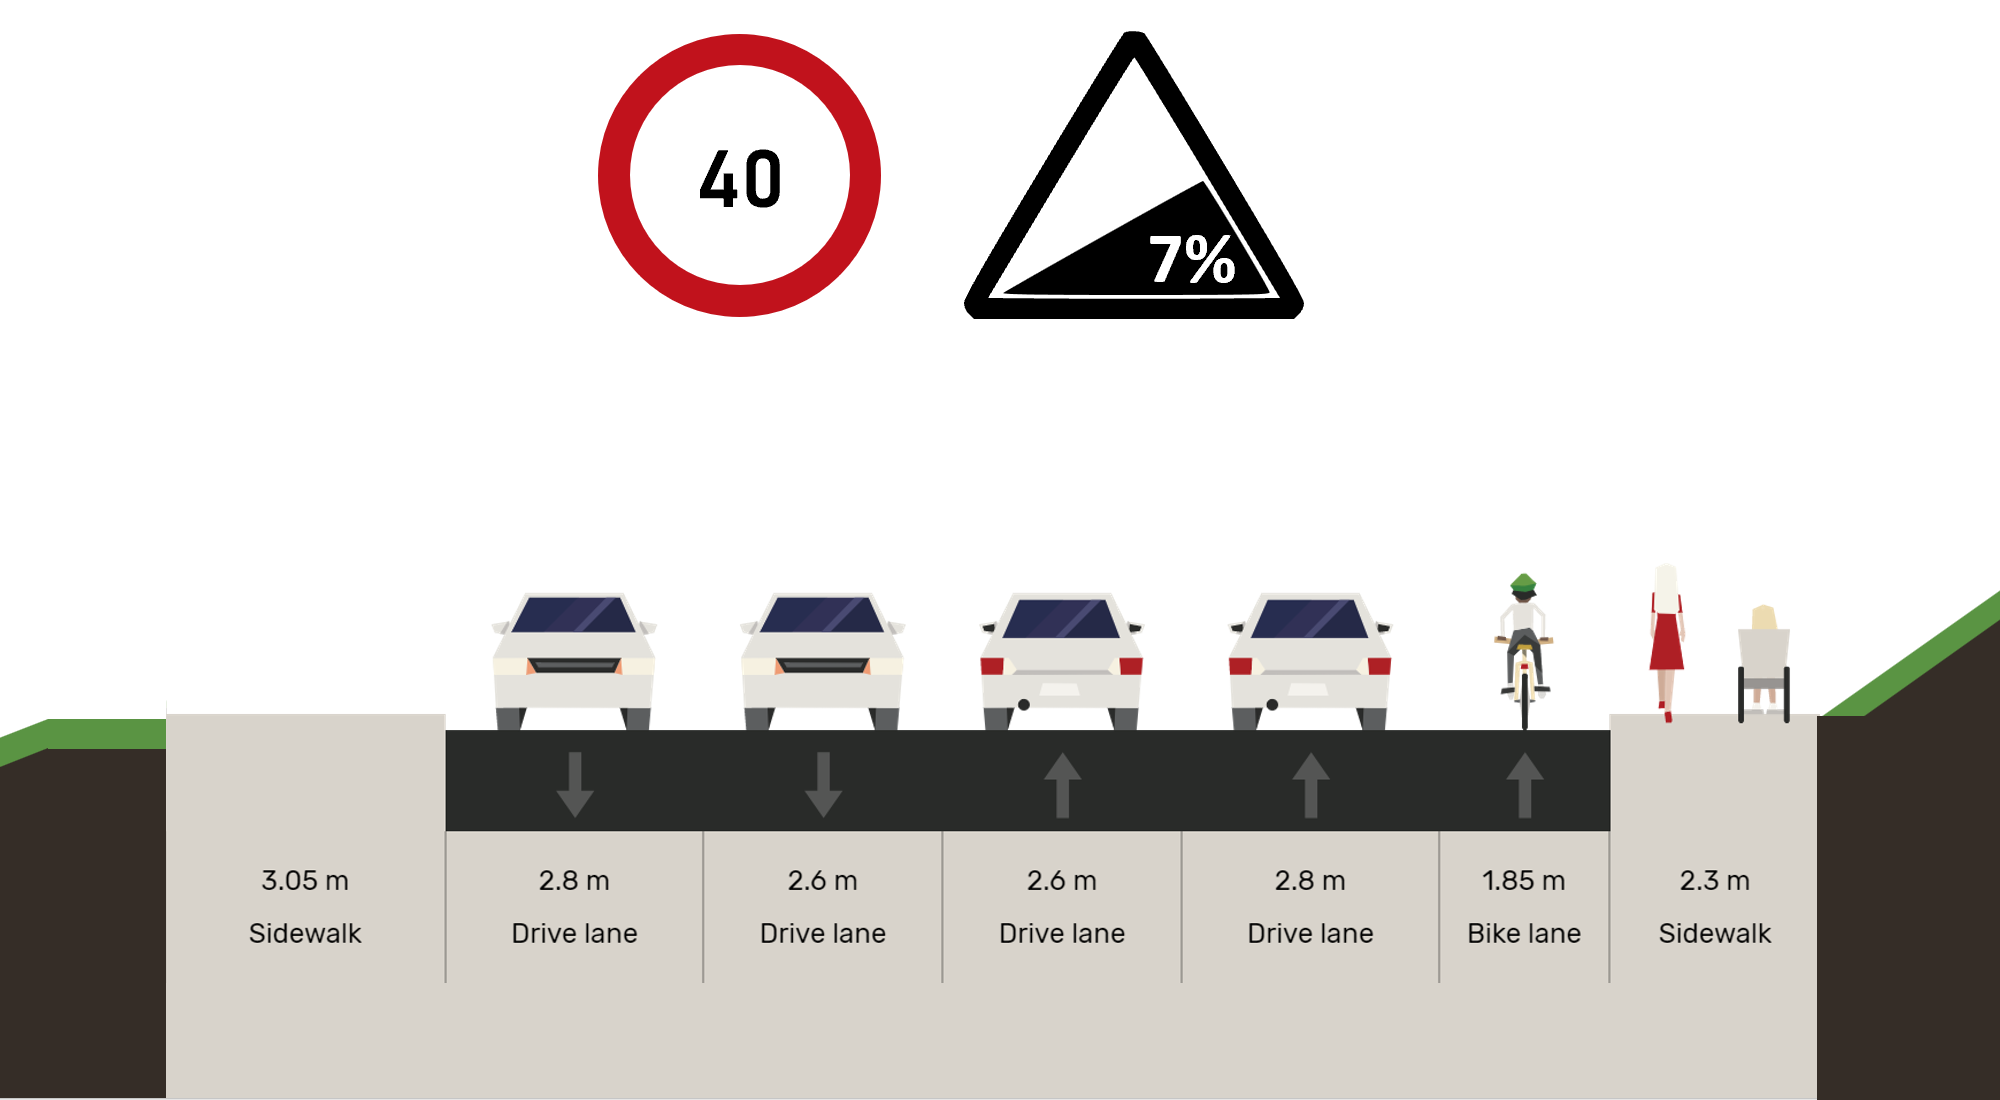 40
7%
3.05 m
2.8 m
2.6 m
2.6 m
2.8 m
1.85 m
2.3 m
Sidewalk
Drive lane
Drive lane
Drive lane
Drive lane
Bike lane
Sidewalk